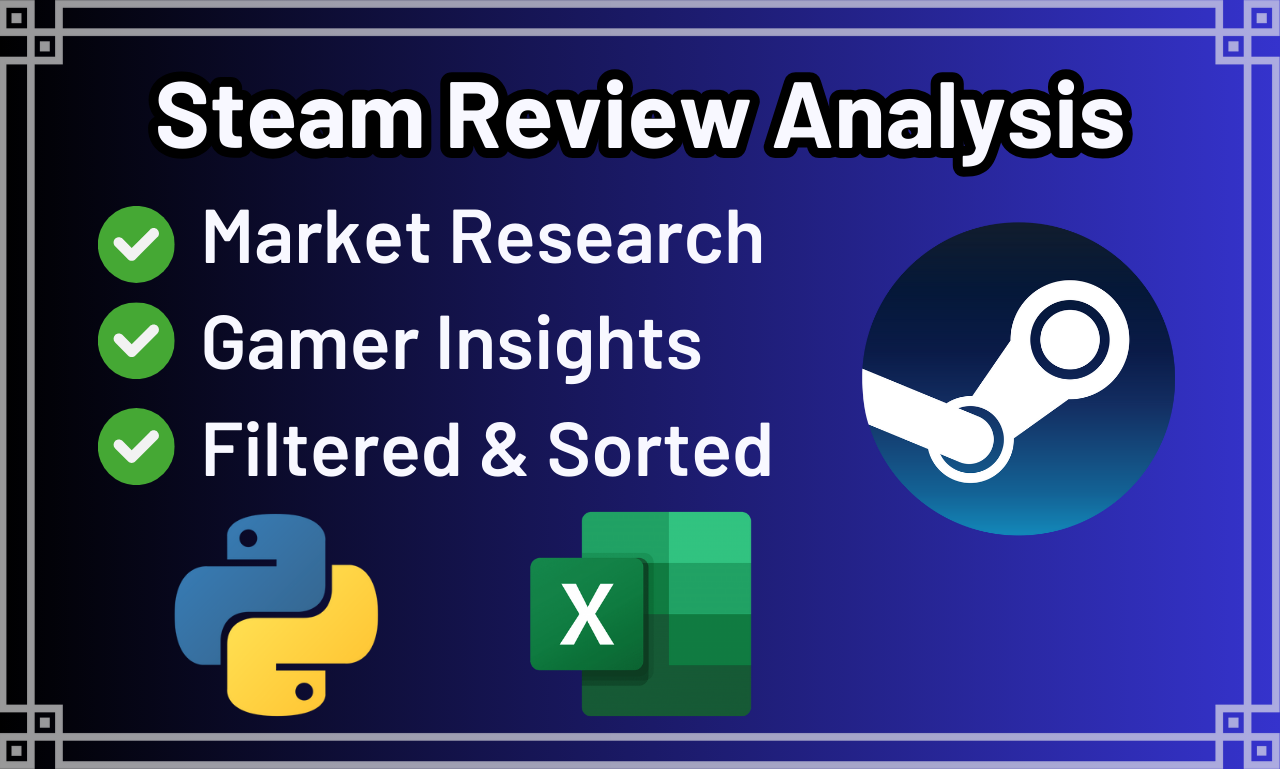 Steam Review Analysis
Market Research
Gamer Insights
Filtered & Sorted
X